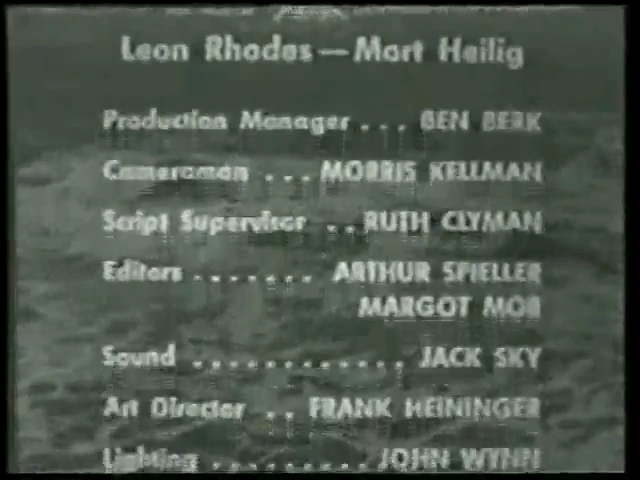 Leon Rhodes — Mort Heilig
Production Manager . . . BEN BERK
Cameraman . . . MORRIS KELLMAN
Script Supervisor . . RUTH CLYMAN
Editors . . . . . . . ARTHUR SPIELLER
MARGOT MOB
Sound . . . . . . . . . . . . . JACK SKY
Art Director . . FRANK HEININGER
Lighting . . . . . . . . . . JOHN WYNN